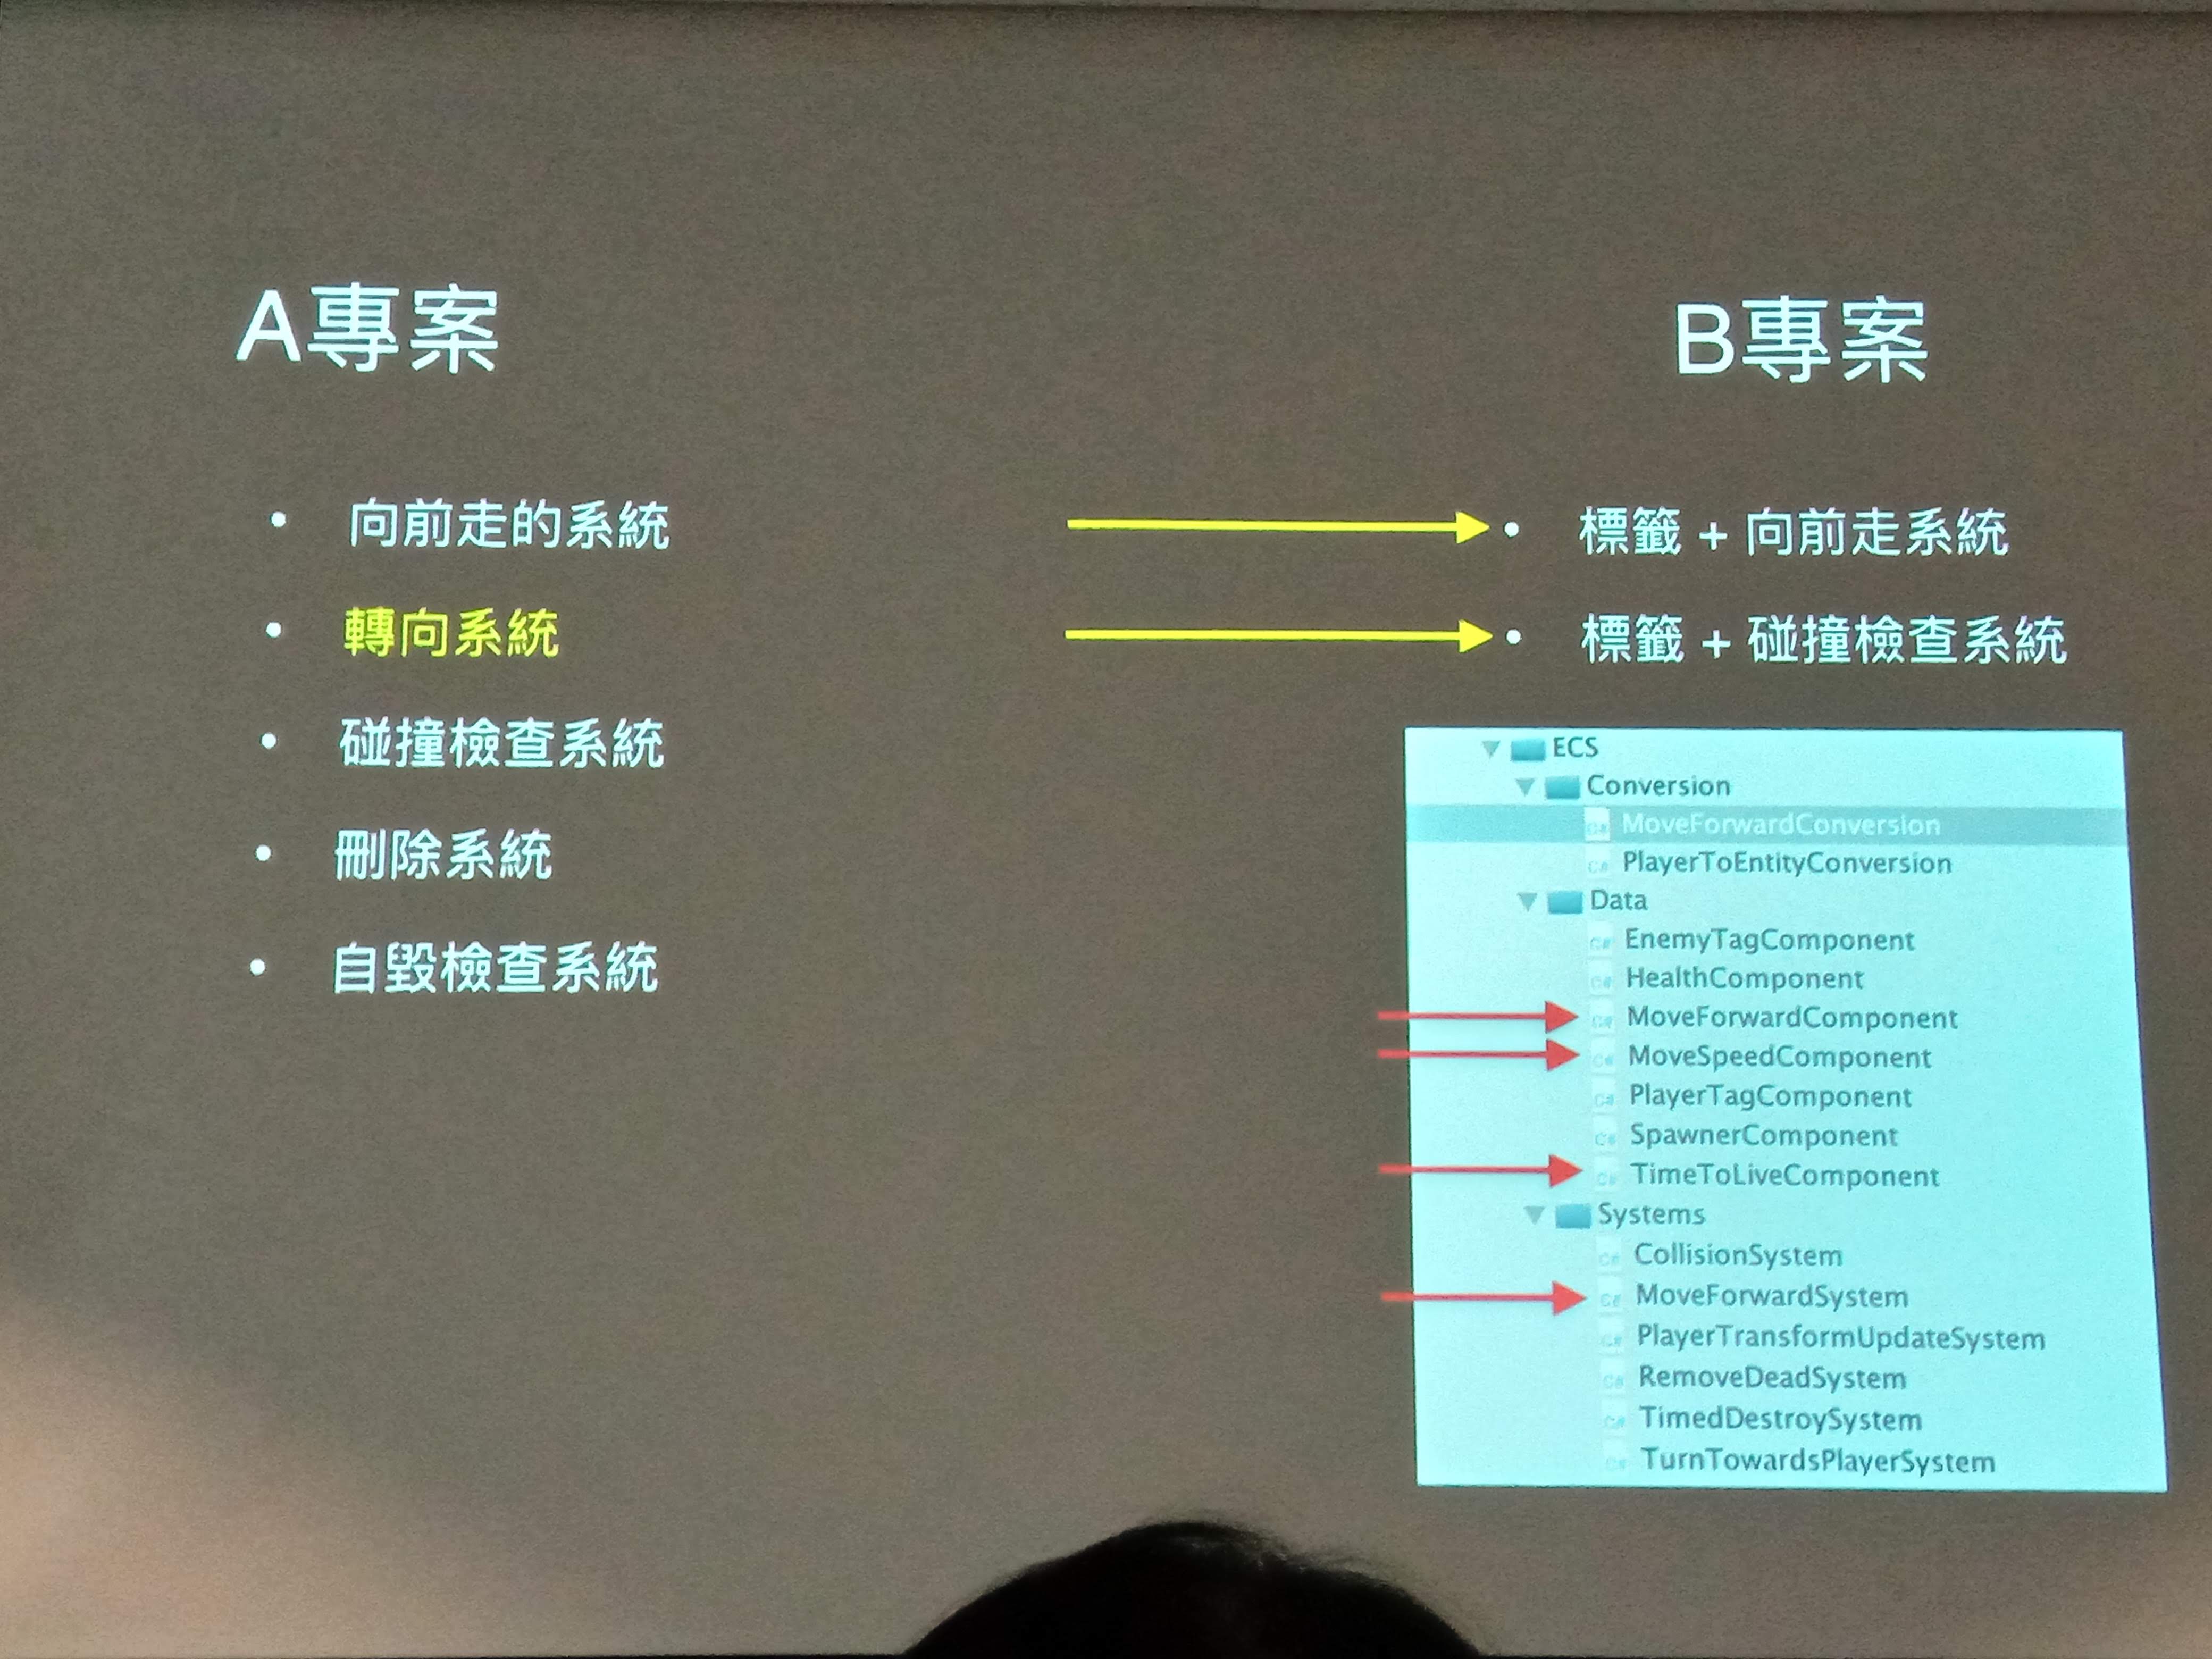 A專案
• 向前走的系統
• 轉向系統
• 碰撞檢查系統
• 刪除系統
• 自毀檢查系統
B專案
• 標籤 + 向前走系統
• 標籤 + 碰撞檢查系統
ECS
Conversion
MoveForwardConversion
PlayerToEntityConversion
Data
EnemyTagComponent
HealthComponent
MoveForwardComponent
MoveSpeedComponent
PlayerTagComponent
SpawnerComponent
TimeToLiveComponent
Systems
CollisionSystem
MoveForwardSystem
PlayerTransformUpdateSystem
RemoveDeadSystem
TimedDestroySystem
TurnTowardsPlayerSystem